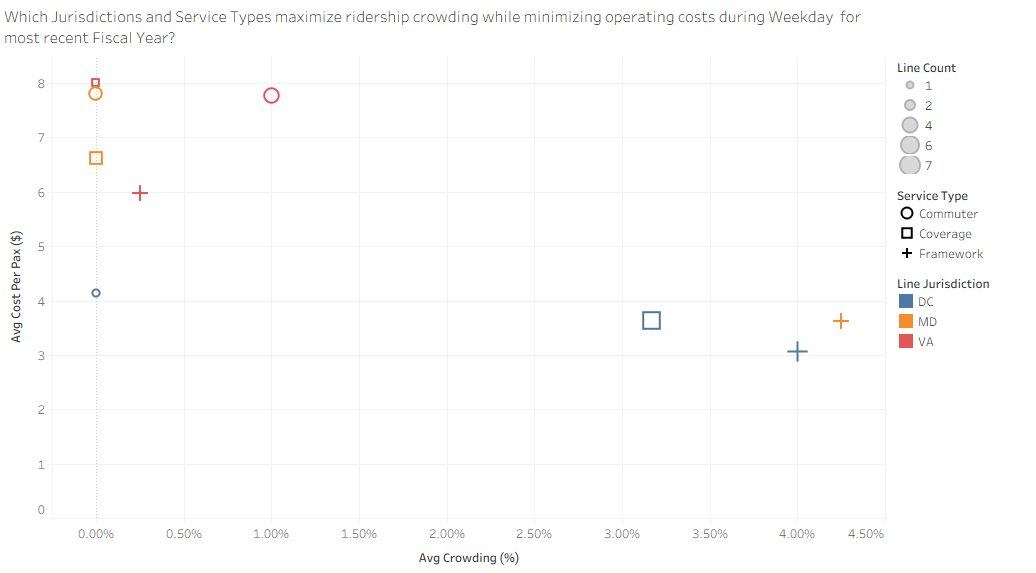 Which Jurisdictions and Service Types maximize ridership crowding while minimizing operating costs during Weekday  for
most recent Fiscal Year?
Avg Cost Per Pax ($)
8
7
6
5
4
3
2
1
0
0.00%
0.50%
1.00%
1.50%
2.00%
2.50%
3.00%
3.50%
4.00%
4.50%
Avg Crowding (%)
Line Count
1
2
4
6
7
Service Type
Commuter
Coverage
Framework
Line Jurisdiction
DC
MD
VA